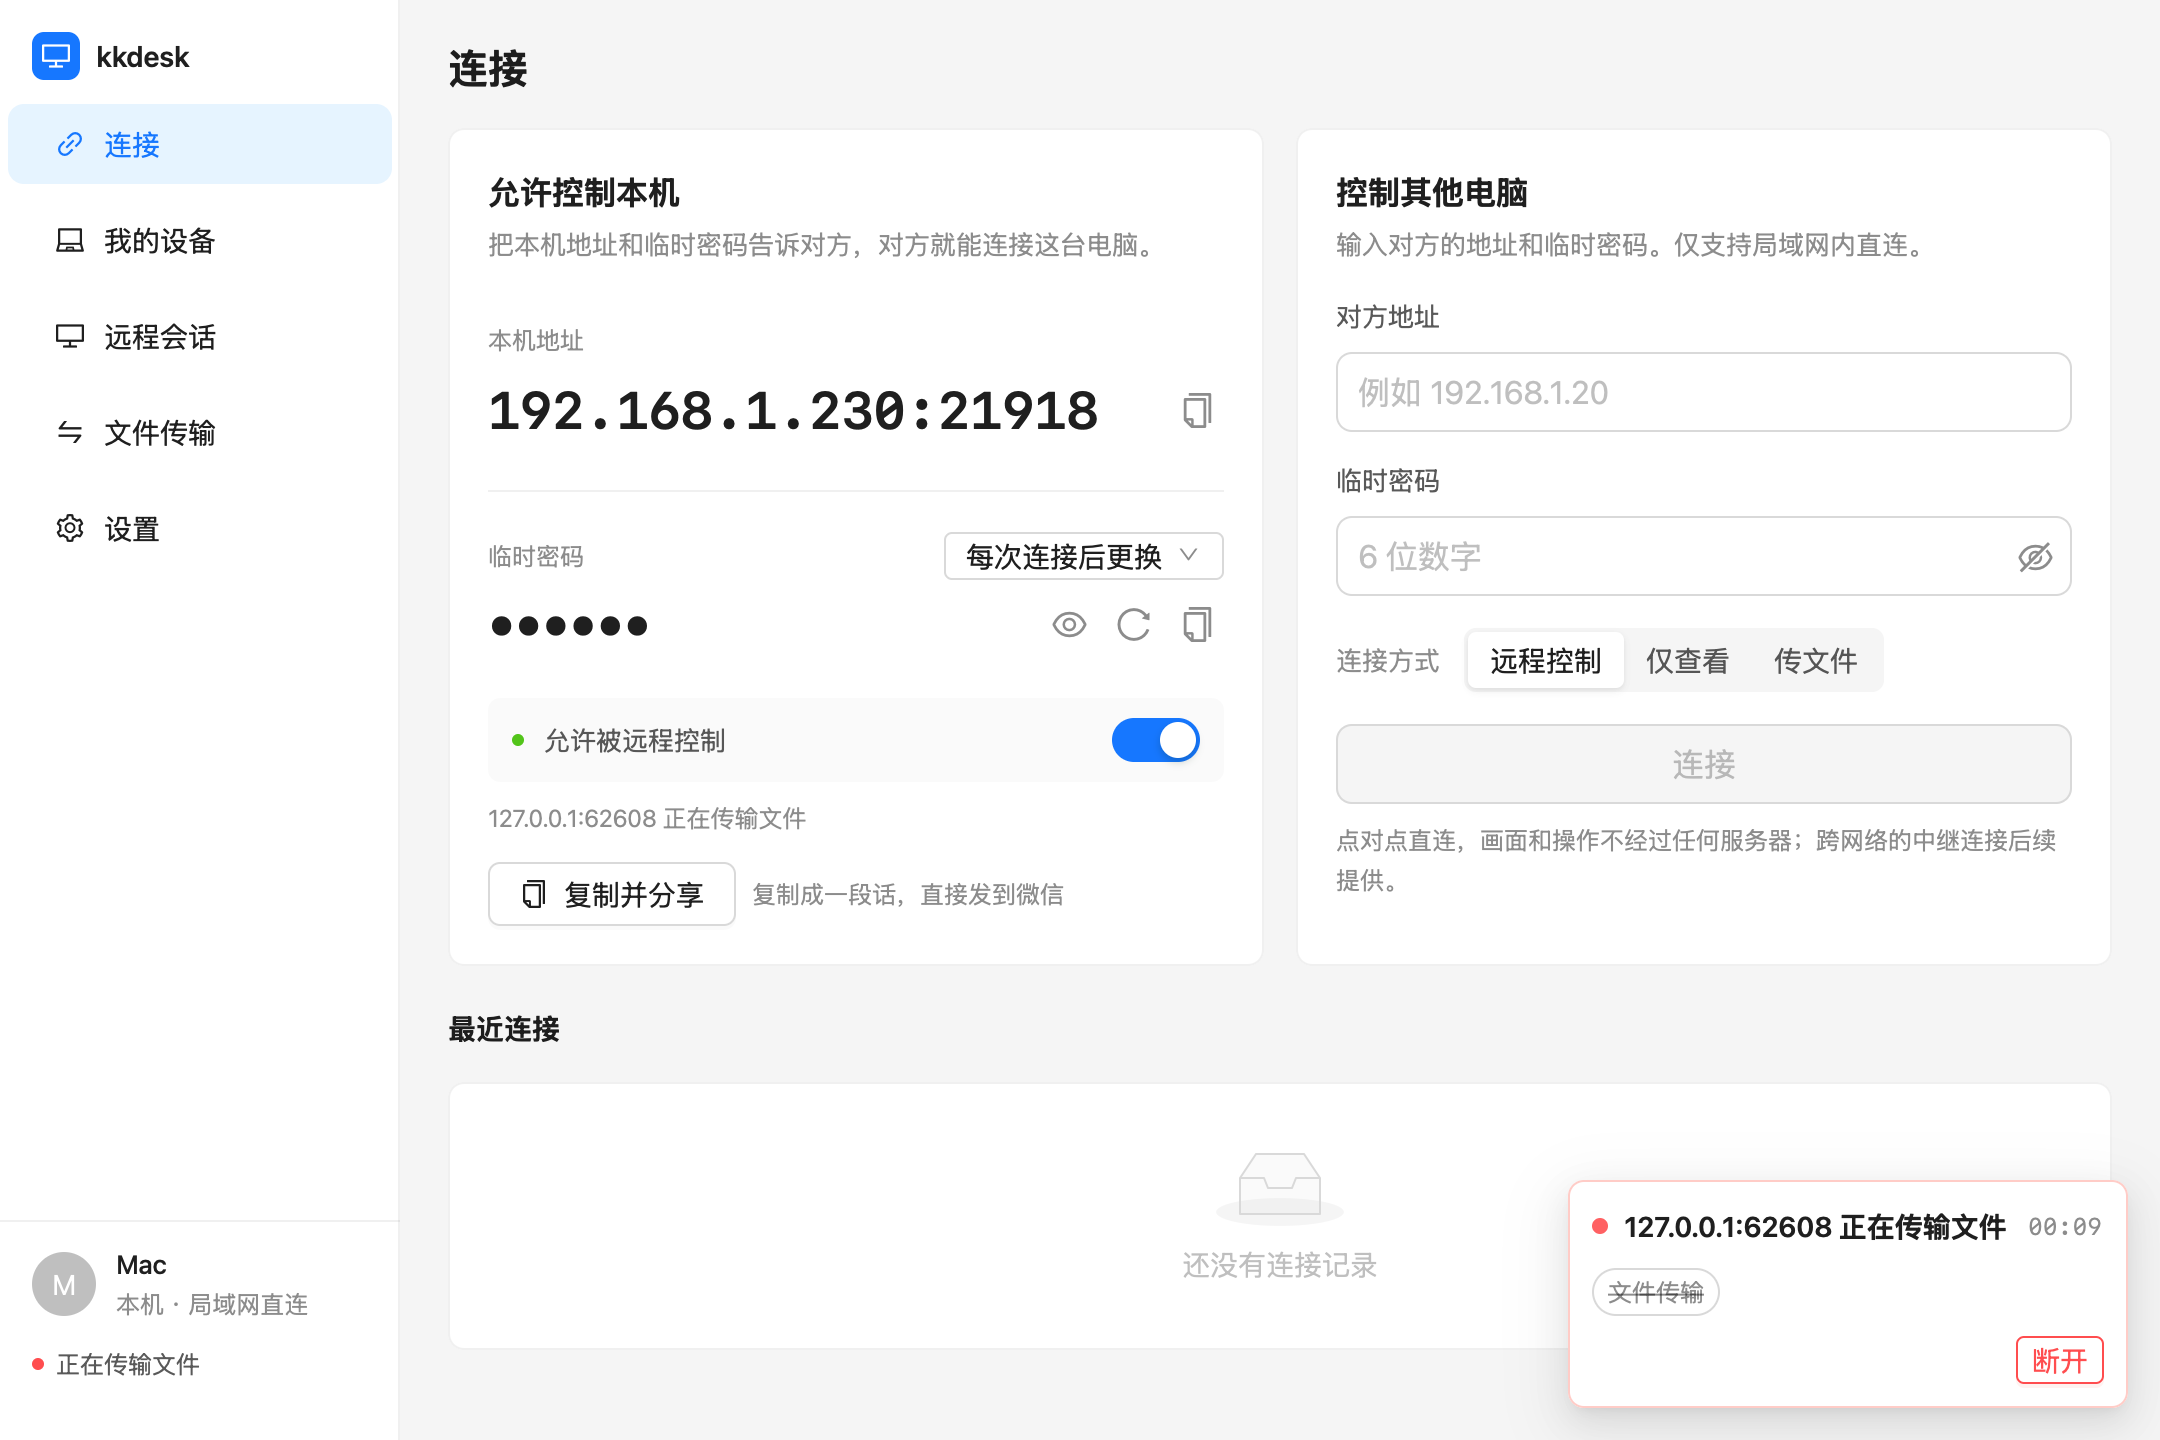 kkdesk
连接
我的设备
远程会话
文件传输
设置
M
Mac
本机 · 局域网直连
正在传输文件
连接
允许控制本机
把本机地址和临时密码告诉对方，对方就能连接这台电脑。
本机地址
192.168.1.230:21918
临时密码
每次连接后更换
●●●●●●
允许被远程控制
127.0.0.1:62608 正在传输文件
复制并分享
复制成一段话，直接发到微信
控制其他电脑
输入对方的地址和临时密码。仅支持局域网内直连。
对方地址
例如 192.168.1.20
临时密码
6 位数字
连接方式
远程控制
仅查看
传文件
连接
点对点直连，画面和操作不经过任何服务器；跨网络的中继连接后续
提供。
最近连接
还没有连接记录
127.0.0.1:62608 正在传输文件 00:09
文件传输
断开